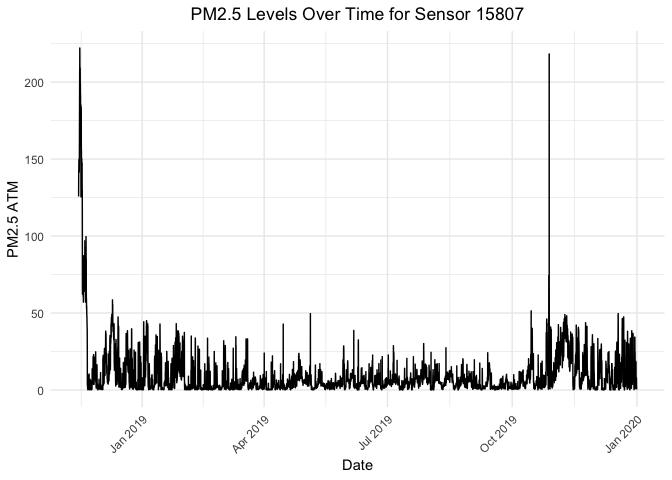 PM2.5 Levels Over Time for Sensor 15807
200
150
100
50
0
PM2.5 ATM
Jan 2019
Apr 2019
Jul 2019
Oct 2019
Jan 2020
Date